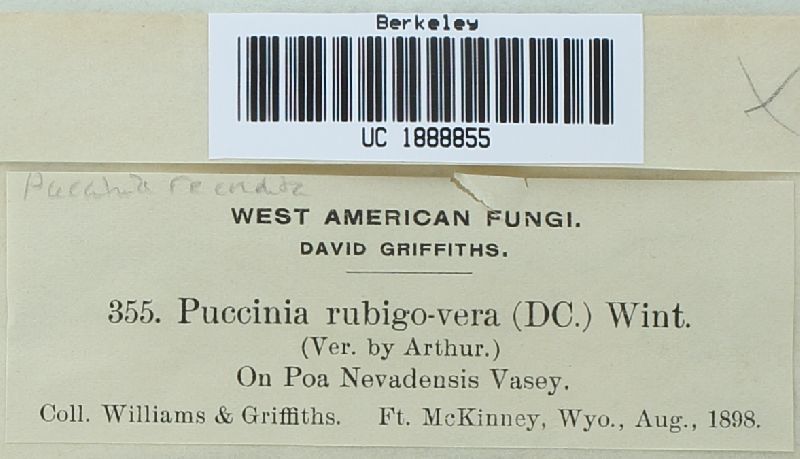 Berkeley
UC 1888855
Puccinia recondita
WEST AMERICAN FUNGI.
DAVID GRIFFITHS.
355. Puccinia rubigo-vera (DC.) Wint.
(Ver. by Arthur.)
On Poa Nevadensis Vasey.
Coll. Williams & Griffiths. Ft. McKinney, Wyo., Aug., 1898.